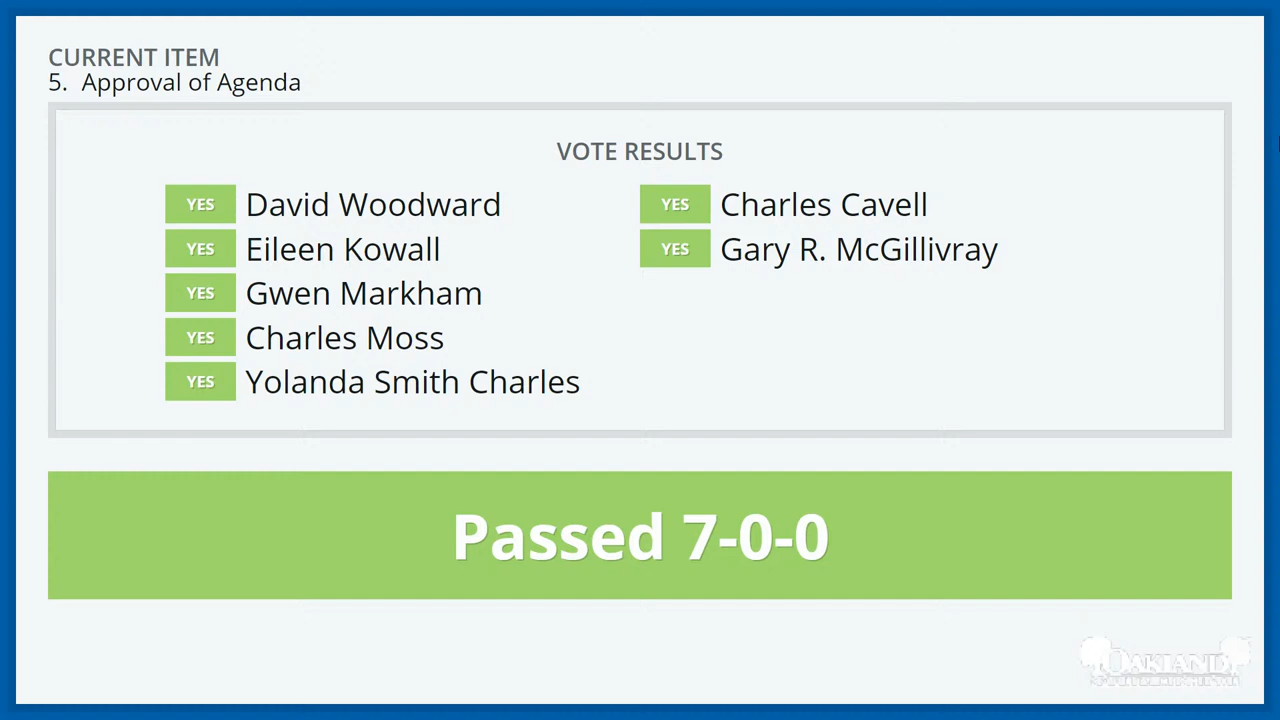 CURRENT ITEM
5. Approval of Agenda
VOTE RESULTS
YES David Woodward
YES Eileen Kowall
YES Gwen Markham
YES Charles Moss
YES Yolanda Smith Charles
YES Charles Cavell
YES Gary R. McGillivray
Passed 7-0-0
OAKLAND